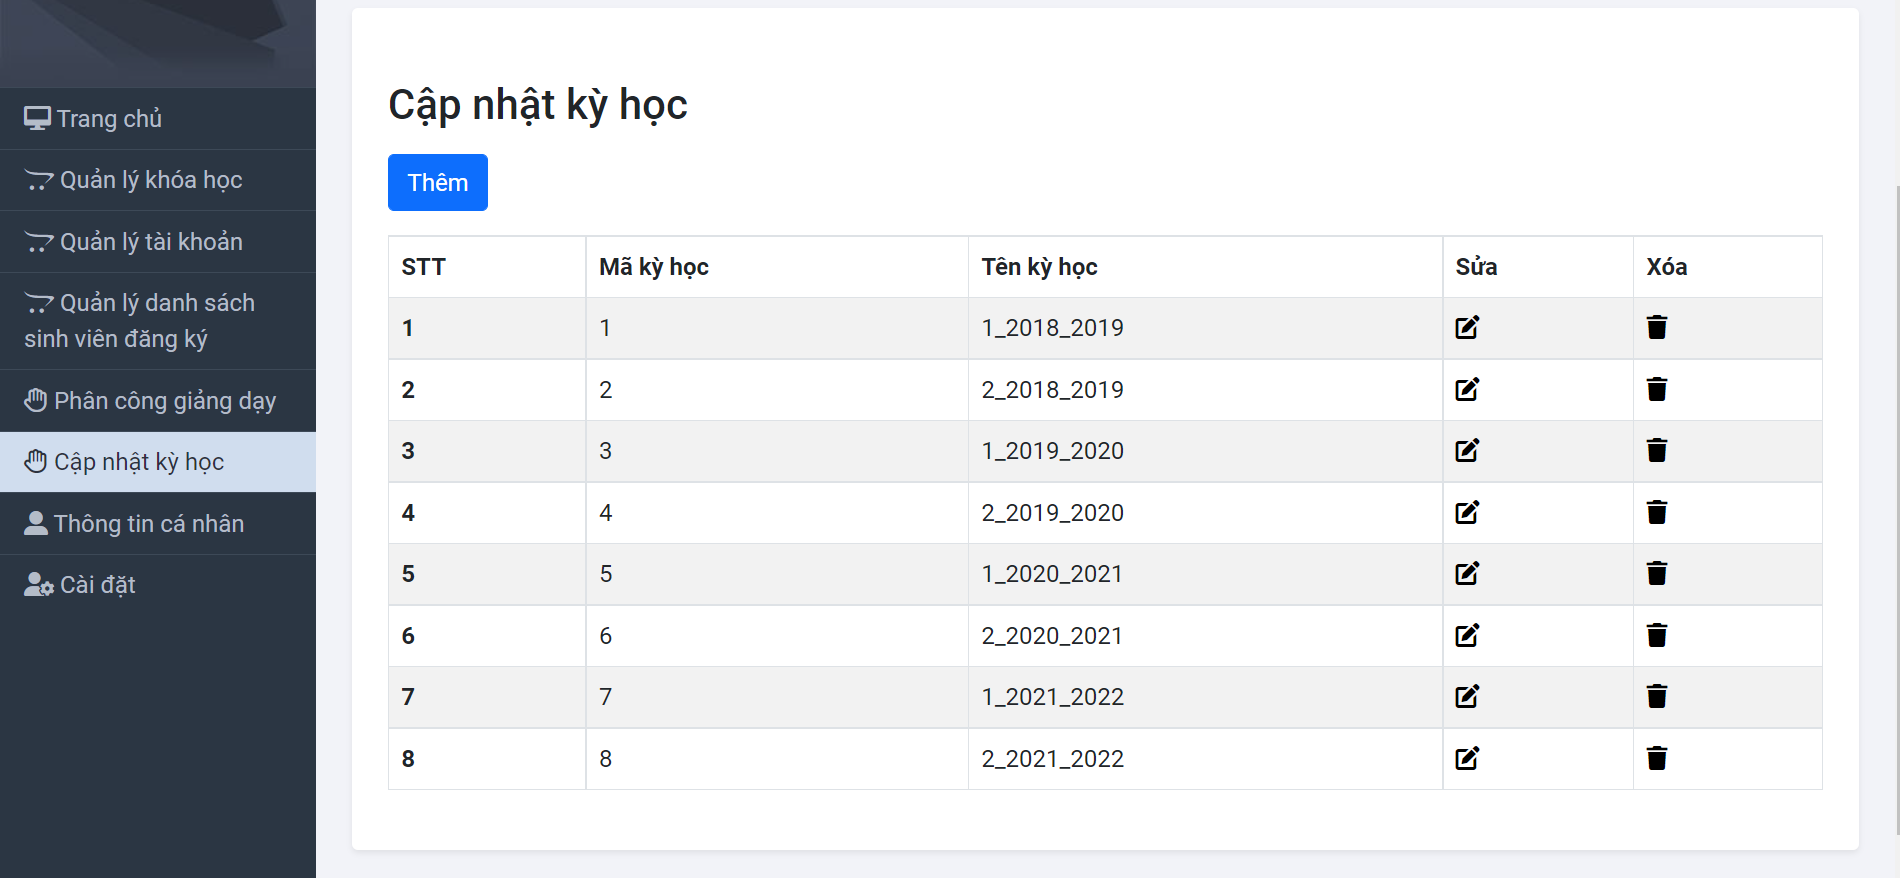 Trang chủ
Quản lý khóa học
Quản lý tài khoản
Quản lý danh sách
sinh viên đăng ký
Phân công giảng dạy
Cập nhật kỳ học
Thông tin cá nhân
Cài đặt
Cập nhật kỳ học
Thêm
STT Mã kỳ học Tên kỳ học Sửa Xóa
1 1 1_2018_2019
2 2 2_2018_2019
3 3 1_2019_2020
4 4 2_2019_2020
5 5 1_2020_2021
6 6 2_2020_2021
7 7 1_2021_2022
8 8 2_2021_2022